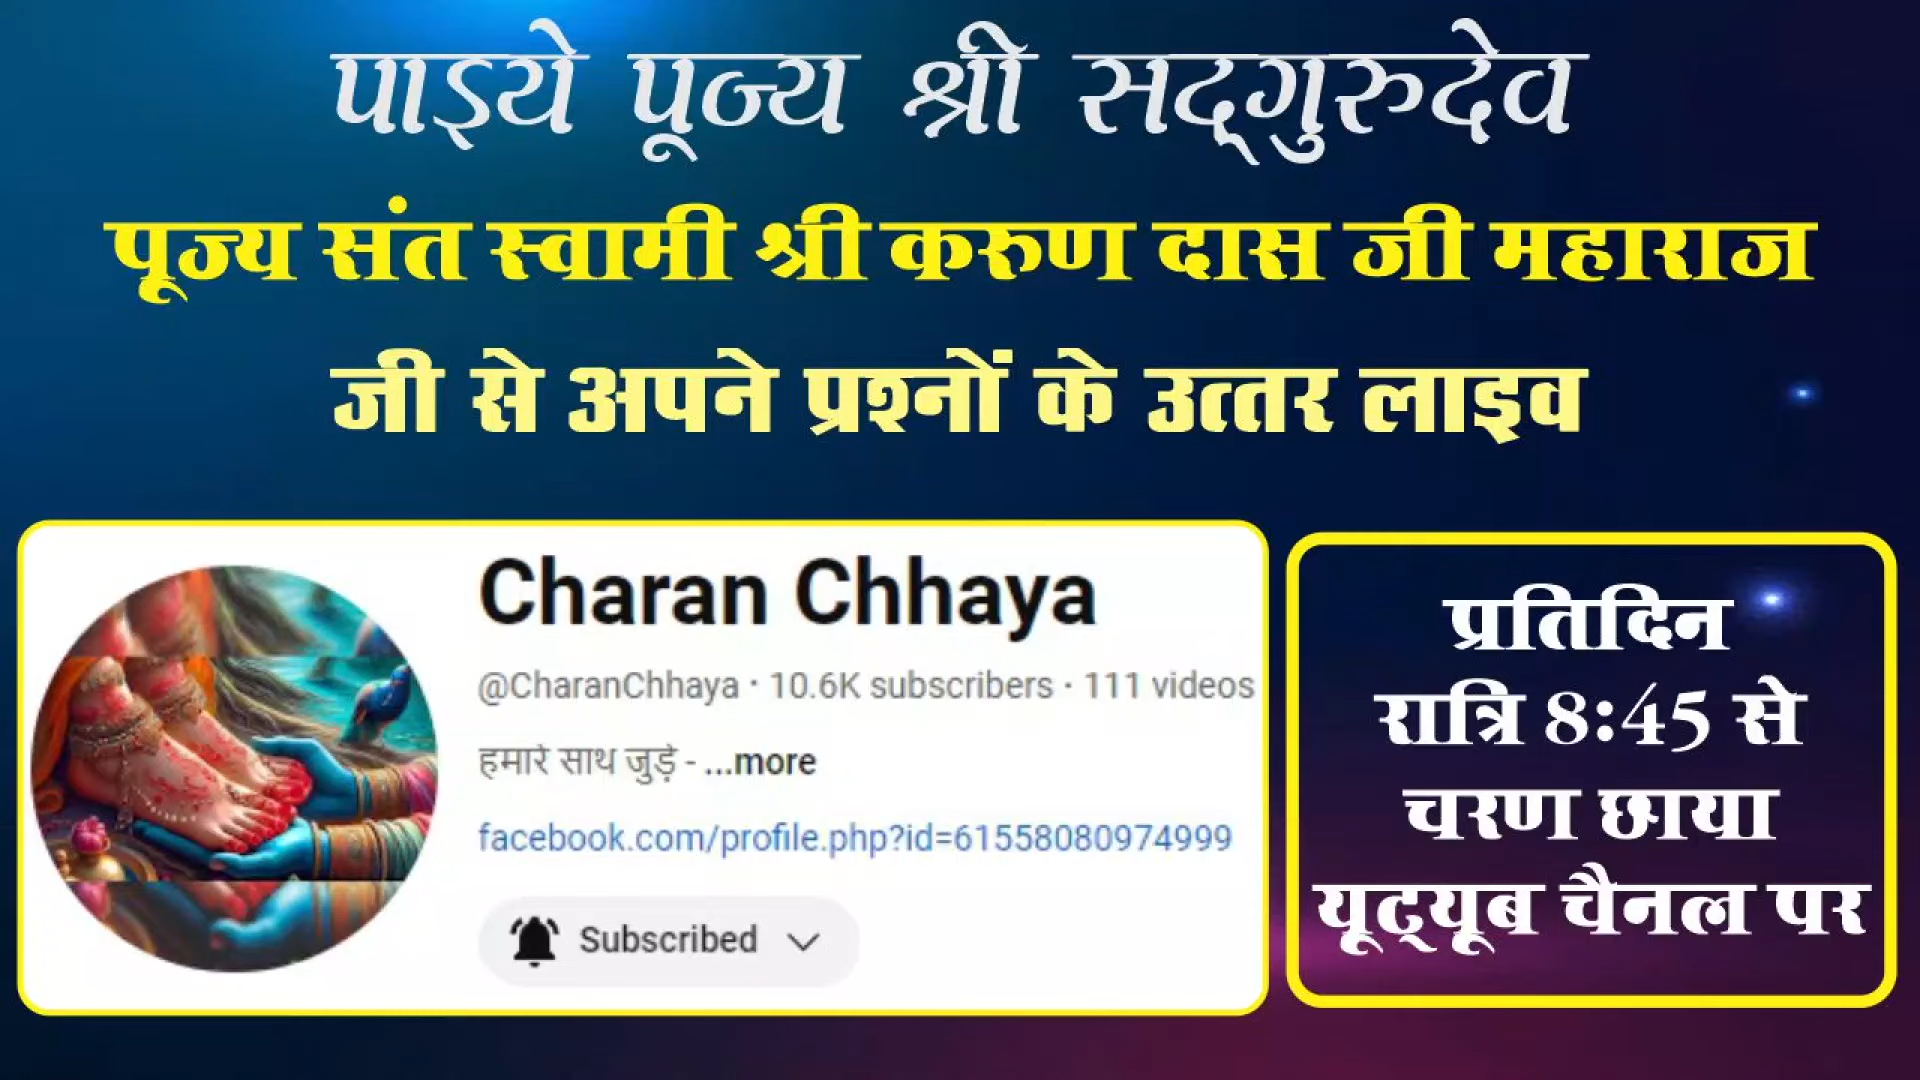 पाइये पूज्य श्री सद्गुरुदेव
पूज्य संत स्वामी श्री करुण दास जी महाराज
जी से अपने प्रश्नों के उत्तर लाइव
Charan Chhaya
@CharanChhaya · 10.6K subscribers · 111 videos
हमारे साथ जुड़े - ...more
facebook.com/profile.php?id=61558080974999
Subscribed
प्रतिदिन
रात्रि 8:45 से
चरण छाया
यूट्यूब चैनल पर